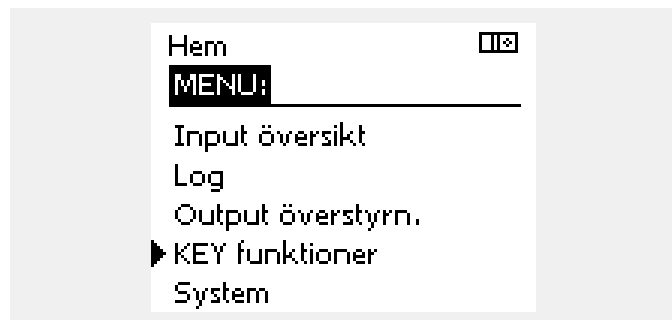 Hem
MENU:
Input översikt
Log
Output överstyrn.
KEY funktioner
System